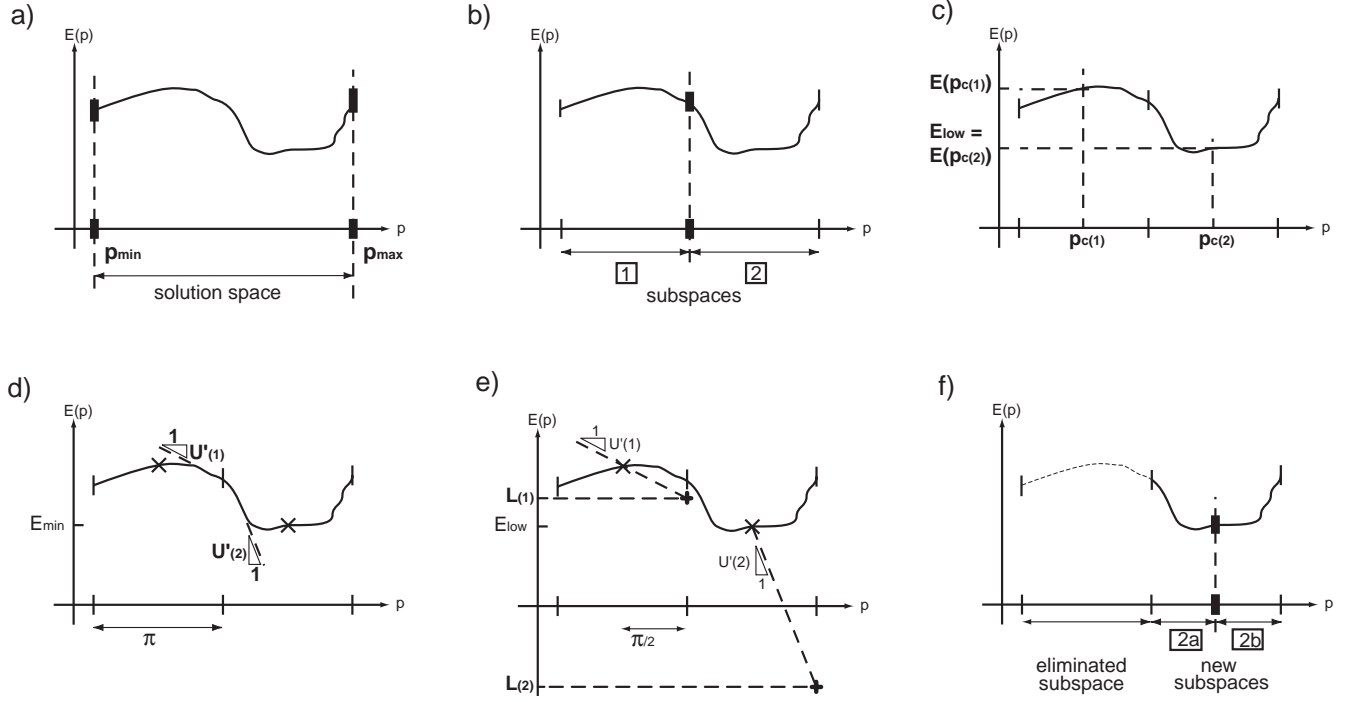 a)
E(p)
p
pmin
pmax
solution space
b)
E(p)
p
1
2
subspaces
c)
E(p)
E(pc(1))
Elow =
E(pc(2))
pc(1)
pc(2)
p
d)
E(p)
1
U'(1)
Emin
U'(2)
1
p
π
e)
E(p)
1
U'(1)
L(1)
Elow
U'(2)
1
p
π/2
L(2)
f)
E(p)
p
2a
2b
eliminated
subspace
new
subspaces